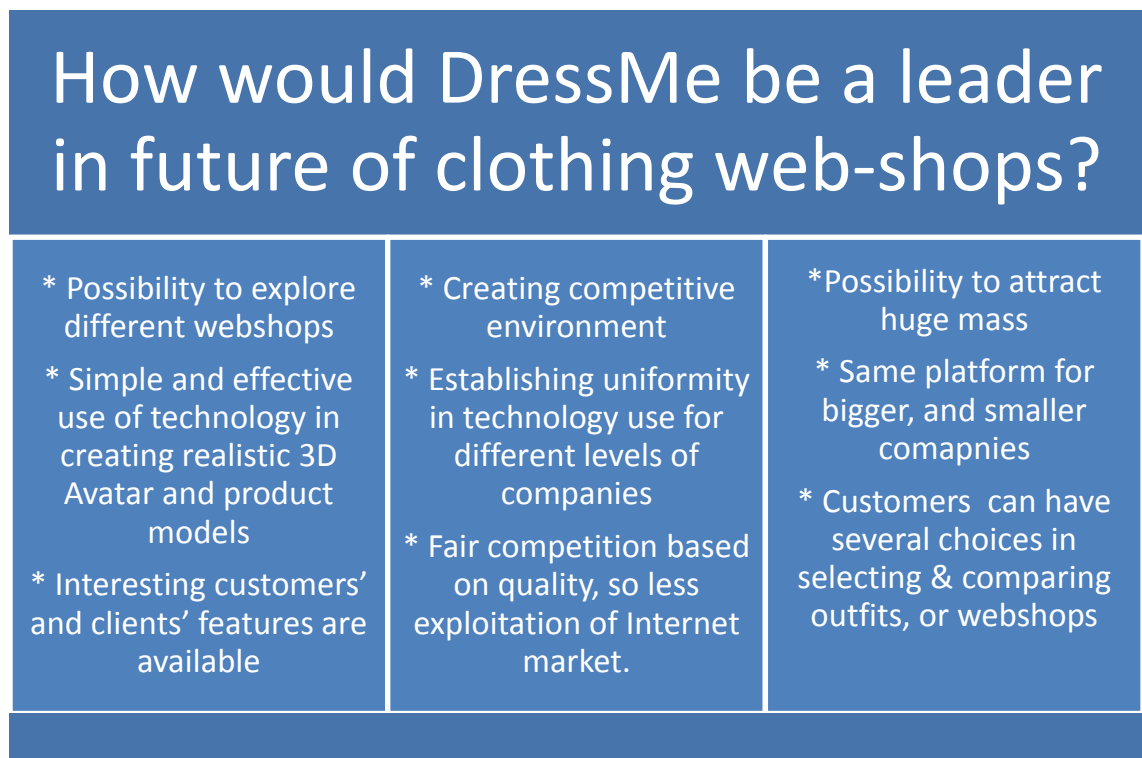 How would DressMe be a leader
in future of clothing web-shops?
* Possibility to explore
different webshops
* Simple and effective
use of technology in
creating realistic 3D
Avatar and product
models
* Interesting customers’
and clients’ features are
available
* Creating competitive
environment
* Establishing uniformity
in technology use for
different levels of
companies
* Fair competition based
on quality, so less
exploitation of Internet
market.
*Possibility to attract
huge mass
* Same platform for
bigger, and smaller
comapnies
* Customers  can have
several choices in
selecting & comparing
outfits, or webshops